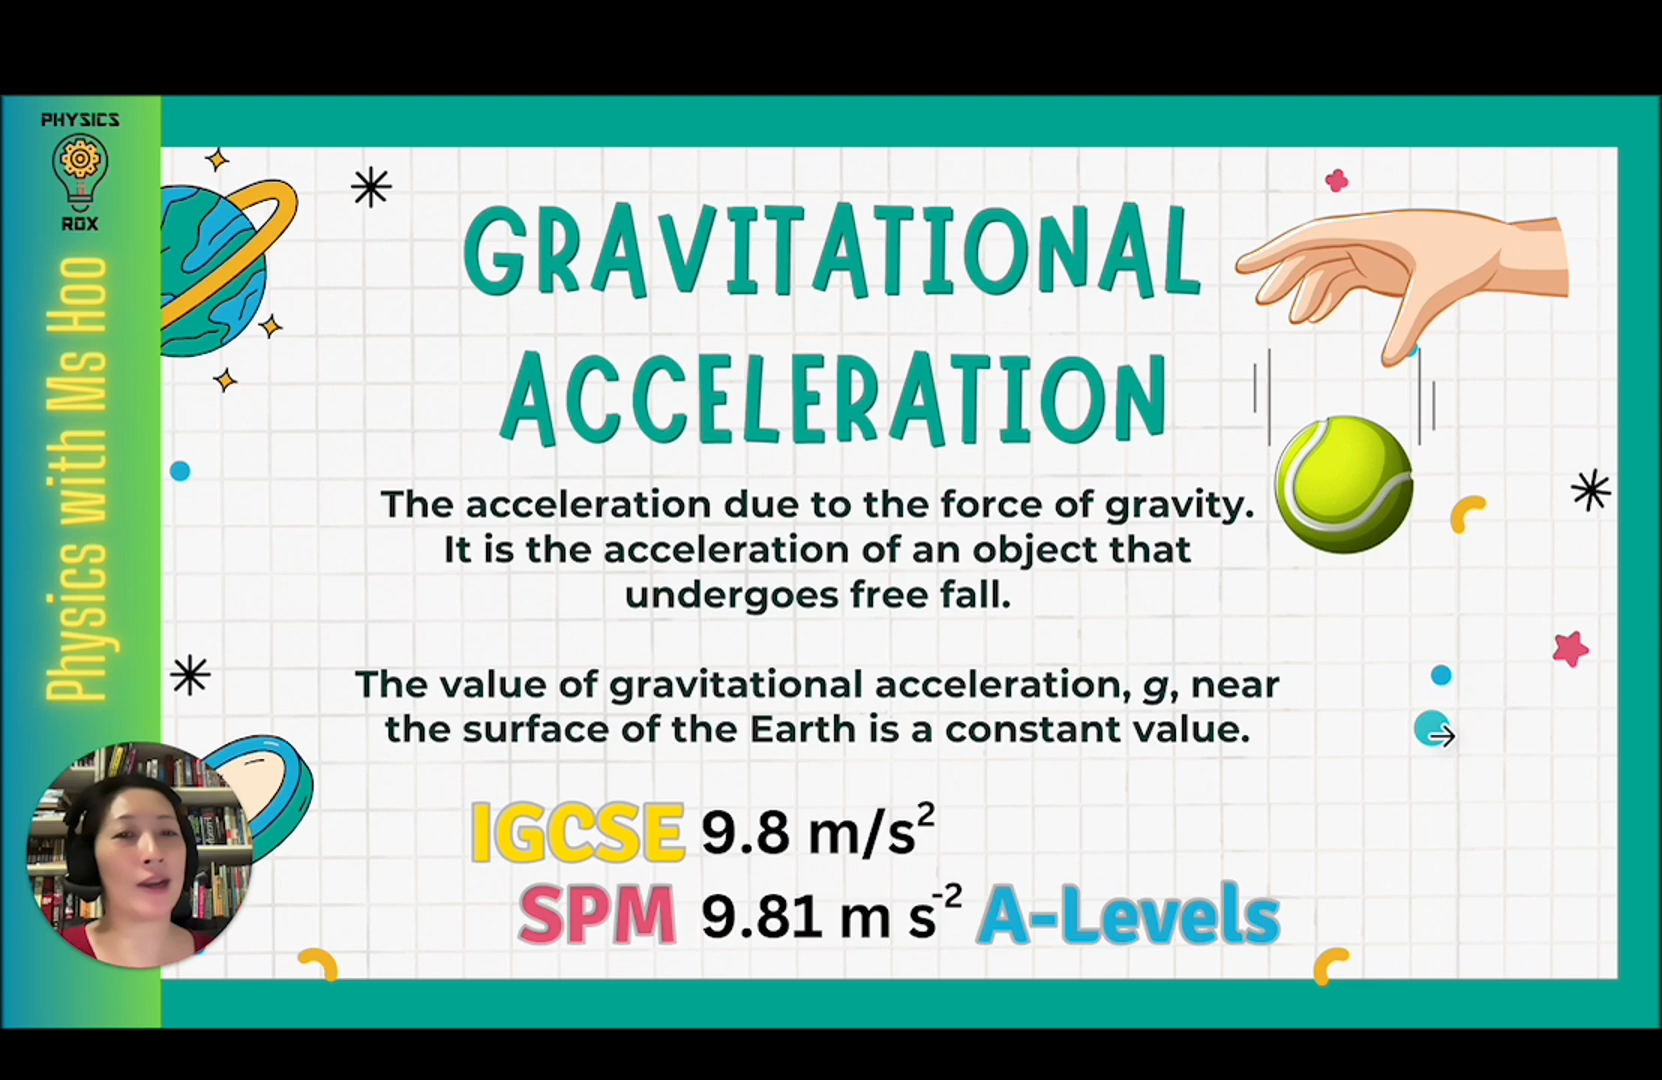 PHYSICS
ROX
Physics with Ms Hoo
GRAVITATIONAL
ACCELERATION
The acceleration due to the force of gravity.
It is the acceleration of an object that
undergoes free fall.
The value of gravitational acceleration, g, near
the surface of the Earth is a constant value.
IGCSE 9.8 m/s²
SPM 9.81 m s⁻² A-Levels